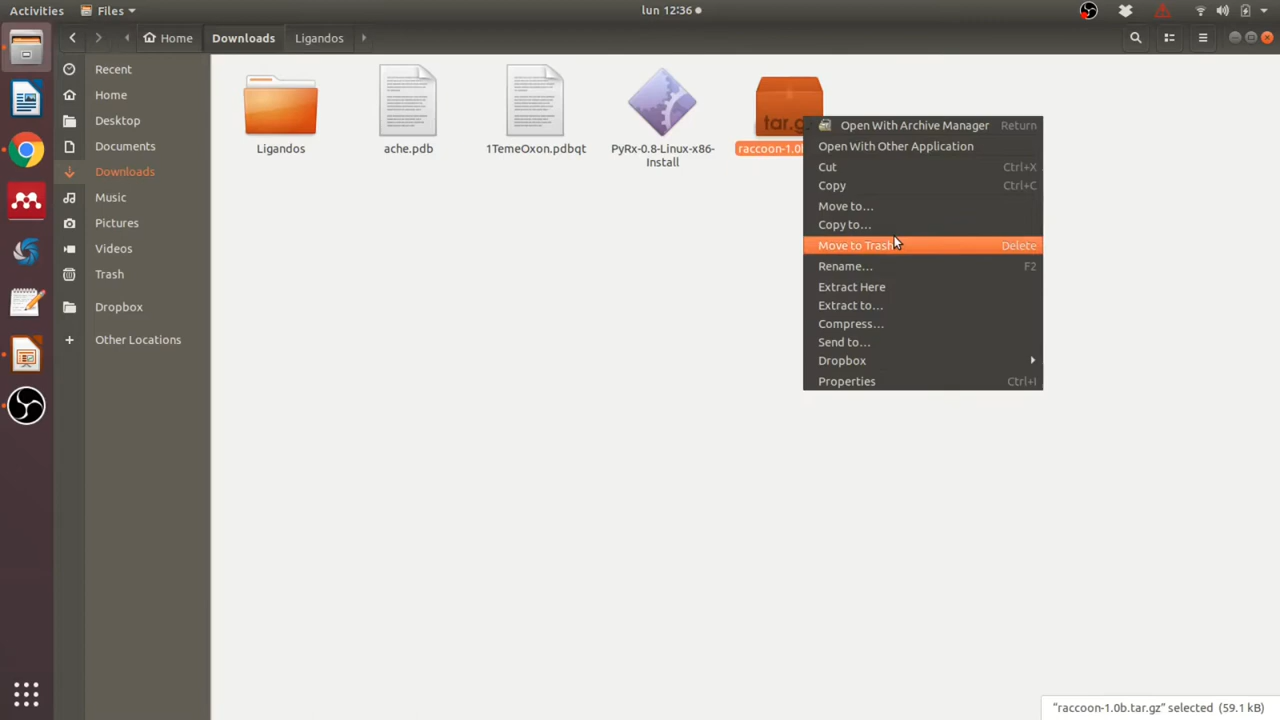 Activities
Files
lun 12:36
Home
Downloads
Ligandos
Recent
Home
Desktop
Documents
Downloads
Music
Pictures
Videos
Trash
Dropbox
Other Locations
Ligandos
ache.pdb
1TemeOxon.pdbqt
PyRx-0.8-Linux-x86-
Install
tar.g
raccoon-1.0b
Open With Archive Manager Return
Open With Other Application
Cut Ctrl+X
Copy Ctrl+C
Move to…
Copy to…
Move to Trash Delete
Rename… F2
Extract Here
Extract to…
Compress…
Send to…
Dropbox
Properties Ctrl+I
"raccoon-1.0b.tar.gz" selected (59.1 kB)